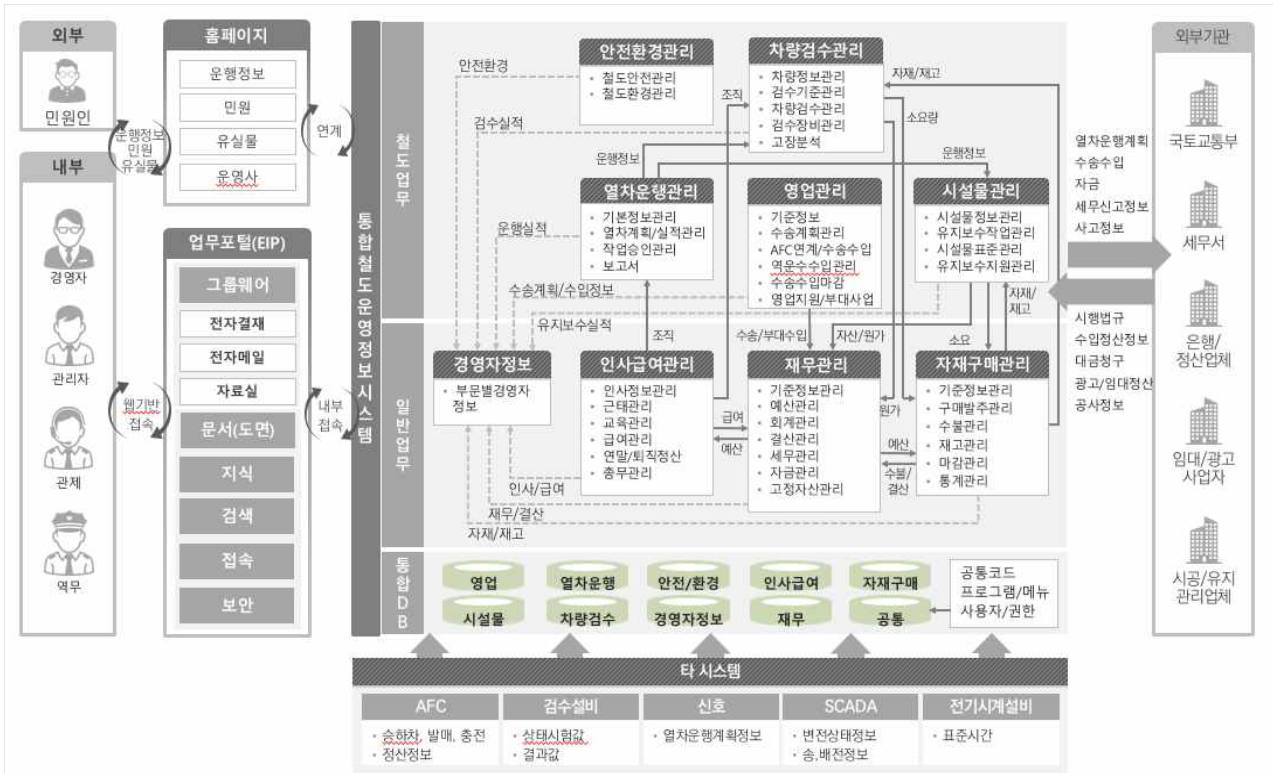 외부
민원인
내부
경영자
관리자
관제
역무
운행정보
민원
유실물
웹기반
접속
홈페이지
운행정보
민원
유실물
운영사
연계
업무포털(EIP)
그룹웨어
전자결재
전자메일
자료실
문서(도면)
지식
검색
접속
보안
내부
접속
통합철도운영정보시스템
철도업무
안전환경
안전환경관리
• 철도안전관리
• 철도환경관리
차량검수관리
• 차량정보관리
• 검수기준관리
• 차량검수관리
• 검수장비관리
• 고장분석
조직
자재/재고
소요량
검수실적
운행정보
운행정보
열차운행관리
• 기본정보관리
• 열차계획/실적관리
• 작업승인관리
• 보고서
영업관리
• 기준정보
• 수송계획관리
• AFC연계/수송수입
• 역운수수입관리
• 수송수입마감
• 영업지원/부대사업
시설물관리
• 시설물정보관리
• 유지보수작업관리
• 시설물표준관리
• 유지보수지원관리
운행실적
수송계획/수입정보
유지보수실적
조직
수송/부대수입
자산/원가
소요
자재/
재고
일반업무
경영자정보
• 부문별경영자
정보
인사급여관리
• 인사정보관리
• 근태관리
• 교육관리
• 급여관리
• 연말/퇴직정산
• 총무관리
급여
예산
재무관리
• 기준정보관리
• 예산관리
• 회계관리
• 결산관리
• 세무관리
• 자금관리
• 고정자산관리
원가
예산
수불/
결산
자재구매관리
• 기준정보관리
• 구매발주관리
• 수불관리
• 재고관리
• 마감관리
• 통계관리
인사/급여
재무/결산
자재/재고
통합DB
영업
열차운행
안전/환경
인사급여
자재구매
시설물
차량검수
경영자정보
재무
공통
공통코드
프로그램/메뉴
사용자/권한
타 시스템
AFC
• 승하차, 발매, 충전
• 정산정보
검수설비
• 상태시험값
• 결과값
신호
• 열차운행계획정보
SCADA
• 변전상태정보
• 송,배전정보
전기시계설비
• 표준시간
열차운행계획
수송수입
자금
세무신고정보
사고정보
시행법규
수입정산정보
대금청구
광고/임대정산
공사정보
외부기관
국토교통부
세무서
은행/
정산업체
임대/광고
사업자
시공/유지
관리업체